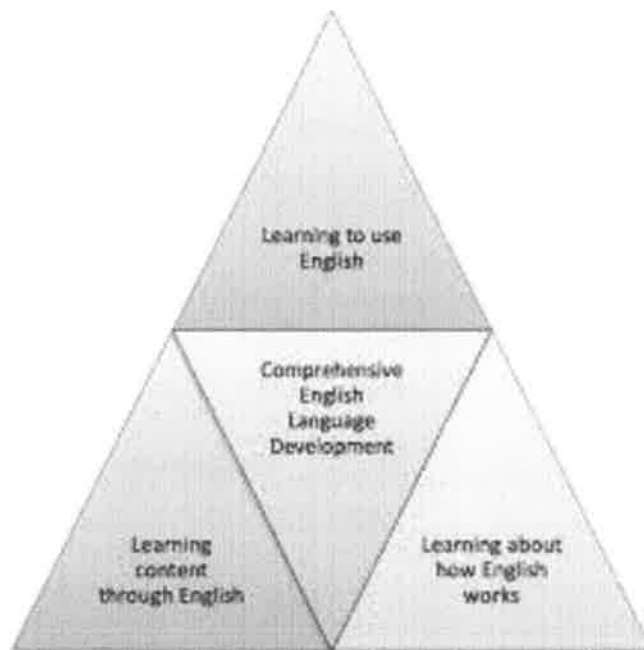 Learning to use
English
Comprehensive
English
Language
Development
Learning
content
through English
Learning about
how English
works